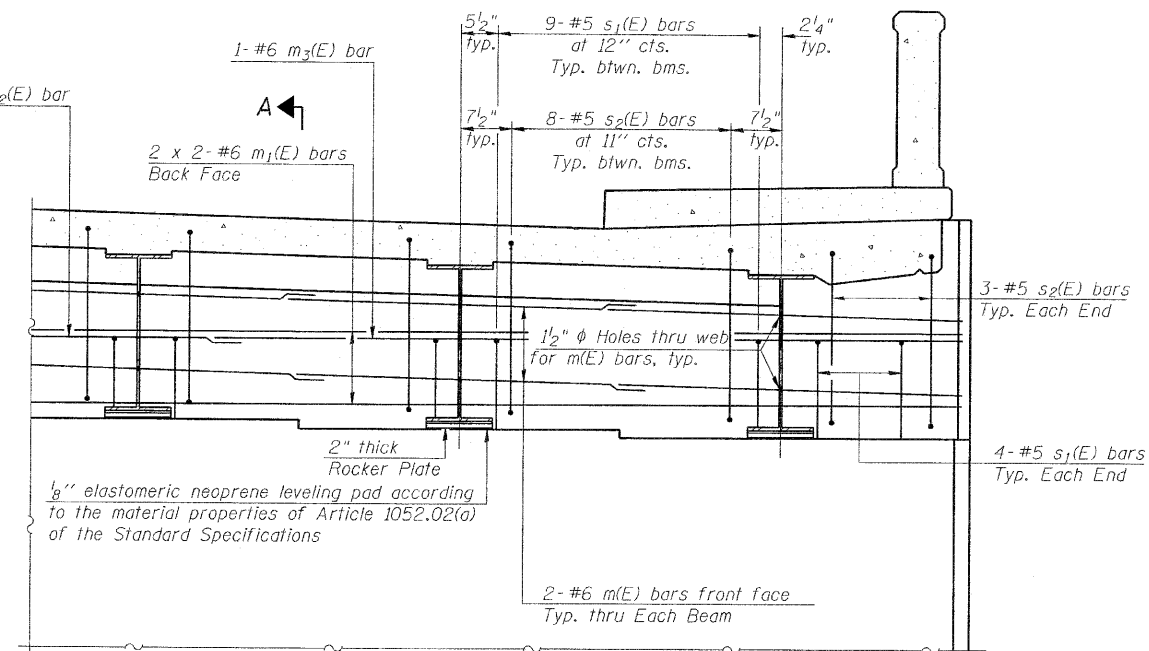 5½" typ.
9-#5 s₁(E) bars
at 12" cts.
Typ. btwn. bms.
2¼" typ.
1-#6 m₃(E) bar
₂(E) bar
A
7½" typ.
8-#5 s₂(E) bars
at 11" cts.
Typ. btwn. bms.
7½" typ.
2 x 2-#6 m₁(E) bars
Back Face
3-#5 s₂(E) bars
Typ. Each End
1½" ϕ Holes thru web
for m(E) bars, typ.
2" thick
Rocker Plate
4-#5 s₁(E) bars
Typ. Each End
⅛" elastomeric neoprene leveling pad according
to the material properties of Article 1052.02(a)
of the Standard Specifications
2-#6 m(E) bars front face
Typ. thru Each Beam